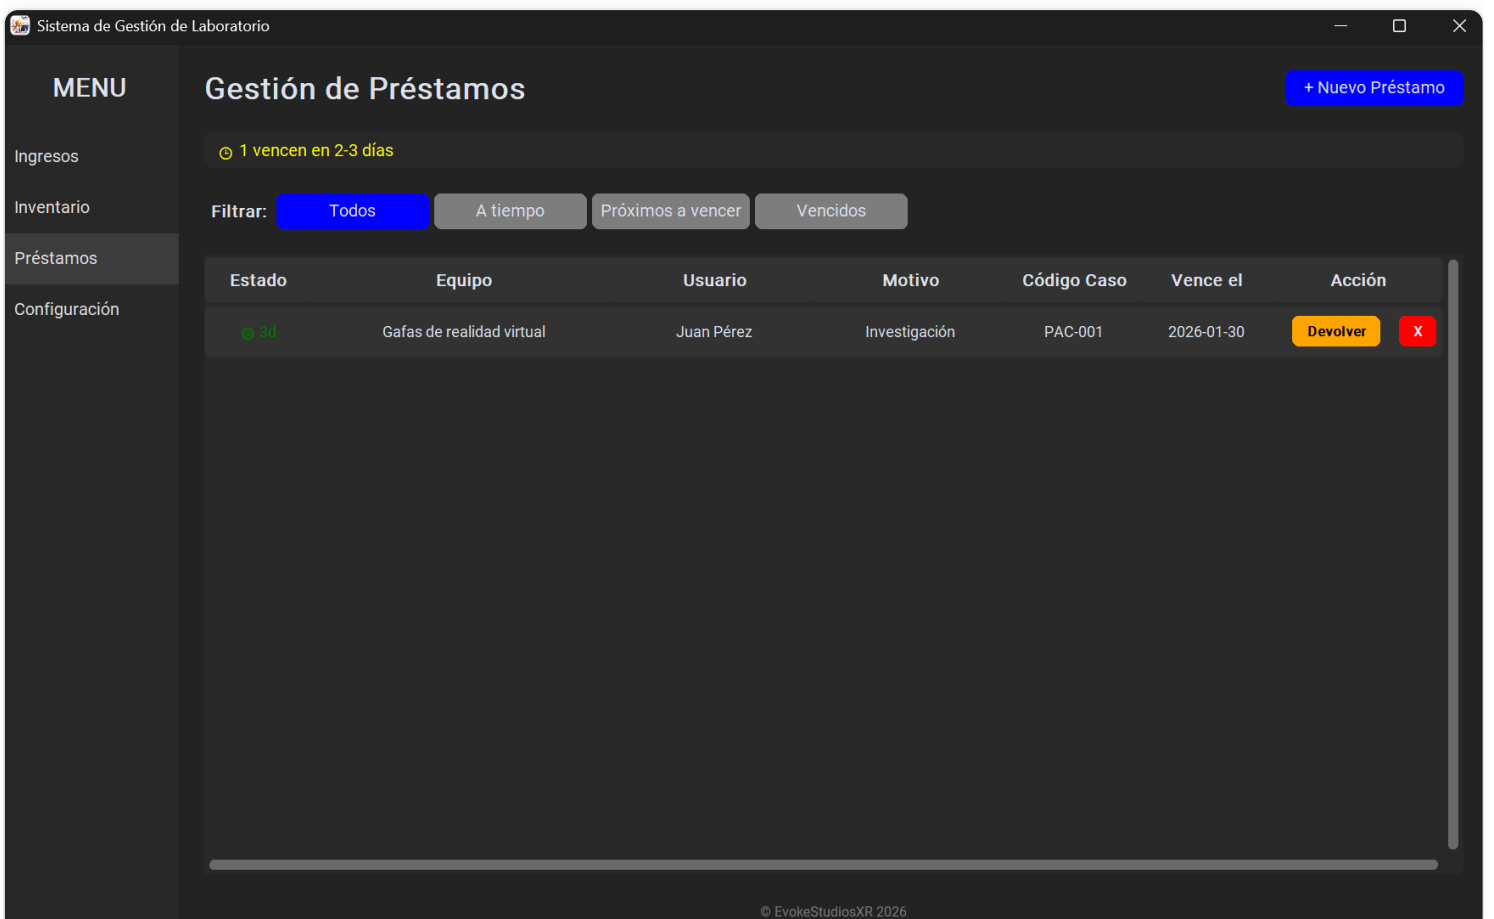 Sistema de Gestión de Laboratorio
MENU
Ingresos
Inventario
Préstamos
Configuración
Gestión de Préstamos
+ Nuevo Préstamo
1 vencen en 2-3 días
Filtrar: Todos A tiempo Próximos a vencer Vencidos
Estado Equipo Usuario Motivo Código Caso Vence el Acción
3d Gafas de realidad virtual Juan Pérez Investigación PAC-001 2026-01-30 Devolver X
© EvokeStudiosXR 2026